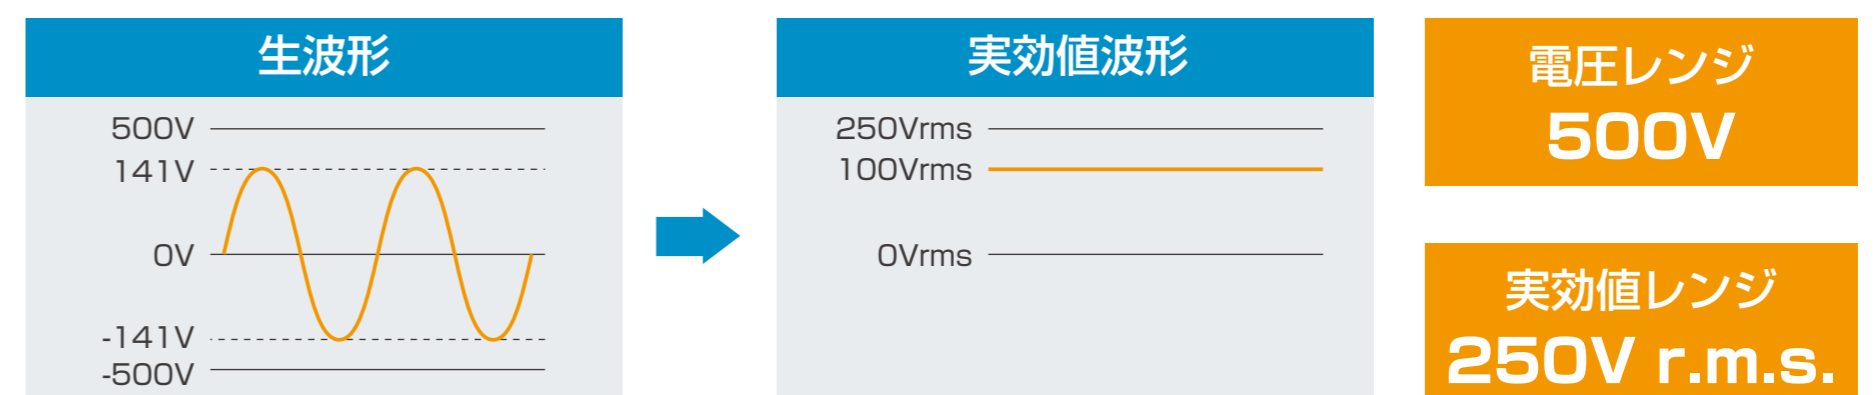 生波形
500V
141V
0V
-141V
-500V
実効値波形
250Vrms
100Vrms
0Vrms
電圧レンジ
500V
実効値レンジ
250V r.m.s.